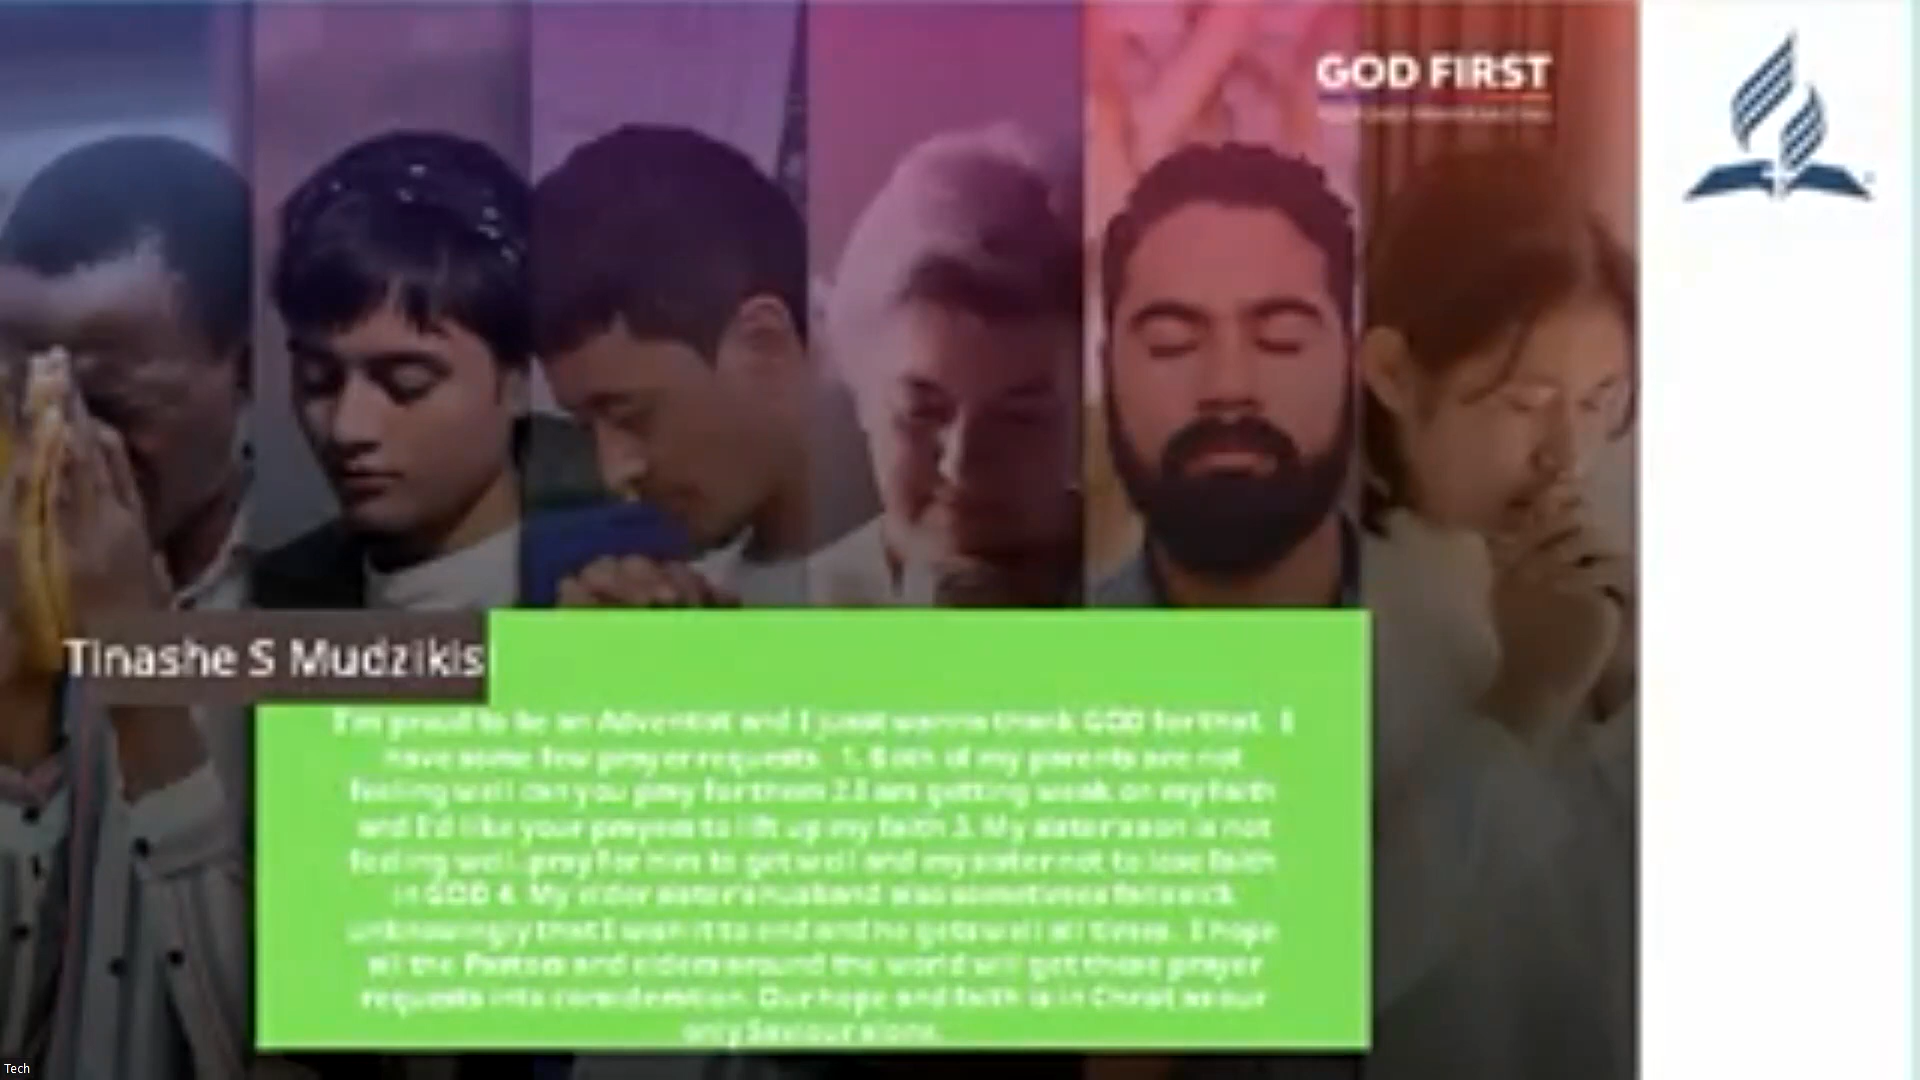 GOD FIRST
Tinashe S Mudzikis
I'm proud to be an Adventist and I just wanna thank GOD for that. I
have some few prayer requests. 1. Both of my parents are not
feeling well can you pray for them 2.I am getting weak on my faith
and I'd like your prayers to lift up my faith 3. My sister's son is not
feeling well..pray for him to get well and my sister not to lose faith
in GOD 4. My elder sister's husband also sometimes falls sick
unknowingly that I wish it to end and he gets well all times. I hope
all the Pastors and elders around the world will get these prayer
requests into consideration. Our hope and faith is in Christ as our
only Saviour alone.
Tech